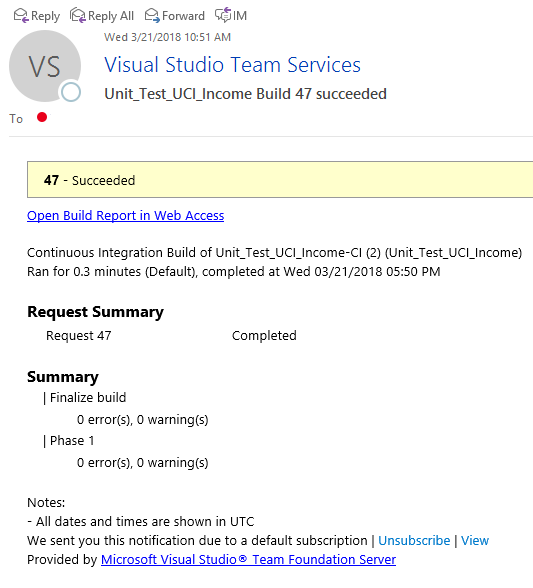 Reply Reply All Forward IM
Wed 3/21/2018 10:51 AM
VS
Visual Studio Team Services
Unit_Test_UCI_Income Build 47 succeeded
To
47 - Succeeded
Open Build Report in Web Access
Continuous Integration Build of Unit_Test_UCI_Income-CI (2) (Unit_Test_UCI_Income)
Ran for 0.3 minutes (Default), completed at Wed 03/21/2018 05:50 PM
Request Summary
Request 47 Completed
Summary
| Finalize build
0 error(s), 0 warning(s)
| Phase 1
0 error(s), 0 warning(s)
Notes:
- All dates and times are shown in UTC
We sent you this notification due to a default subscription | Unsubscribe | View
Provided by Microsoft Visual Studio® Team Foundation Server